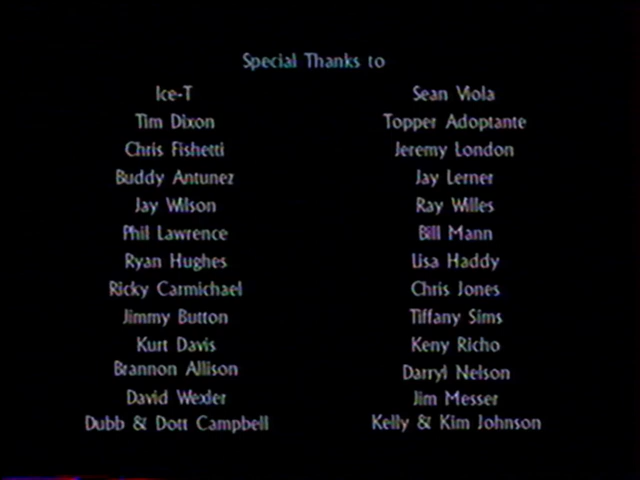 Special Thanks to
Ice-T
Tim Dixon
Chris Fishetti
Buddy Antunez
Jay Wilson
Phil Lawrence
Ryan Hughes
Ricky Carmichael
Jimmy Button
Kurt Davis
Brannon Allison
David Wexler
Dubb & Dott Campbell
Sean Viola
Topper Adoptante
Jeremy London
Jay Lerner
Ray Willes
Bill Mann
Lisa Haddy
Chris Jones
Tiffany Sims
Keny Richo
Darryl Nelson
Jim Messer
Kelly & Kim Johnson